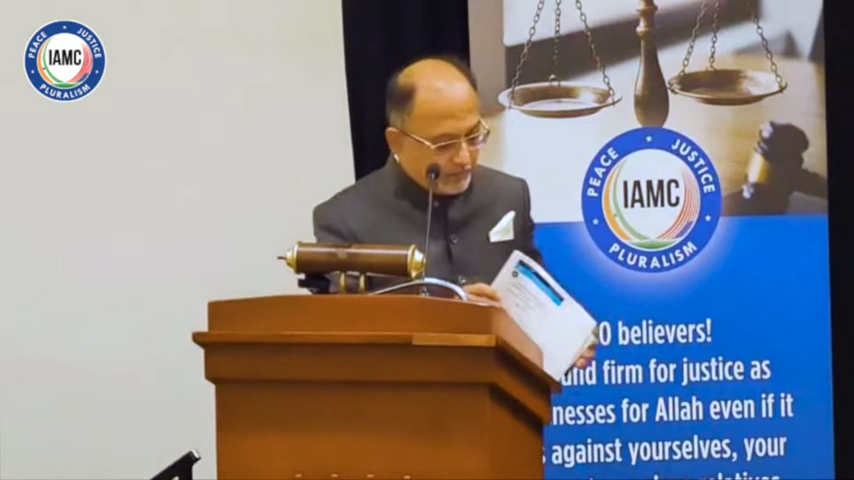 PEACE · JUSTICE
IAMC
PLURALISM
PEACE JUSTICE
IAMC
PLURALISM
O believers!
firm for justice as
nesses for Allah even if it
against yourselves, your